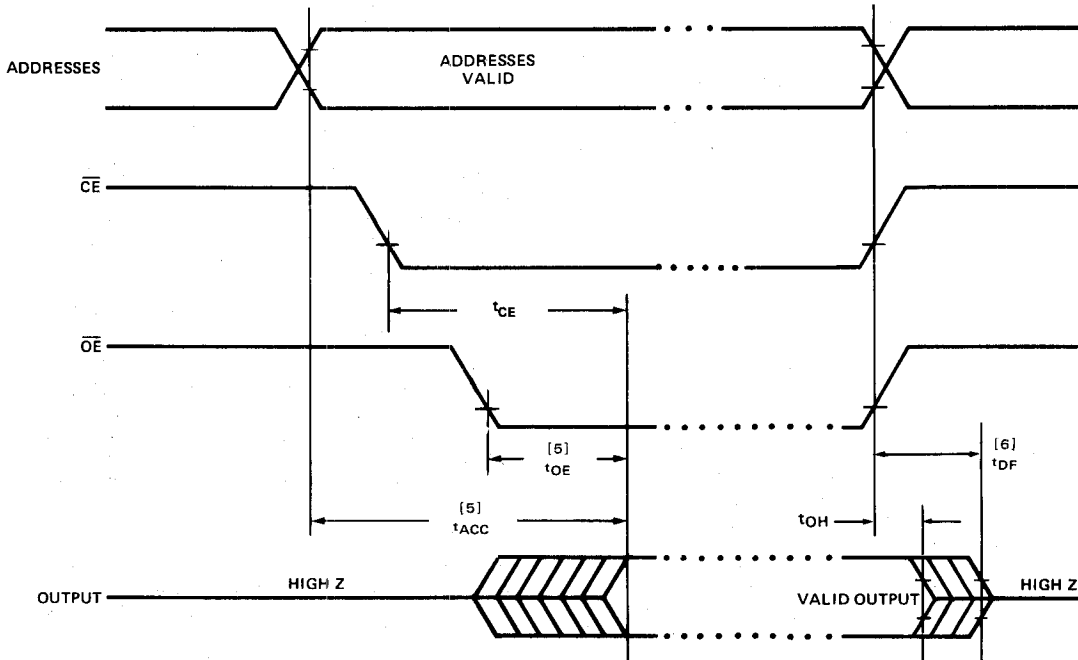 ADDRESSES
ADDRESSES
VALID
CE
tCE
OE
[5]
tOE
[6]
tDF
[5]
tACC
tOH
OUTPUT
HIGH Z
VALID OUTPUT
HIGH Z